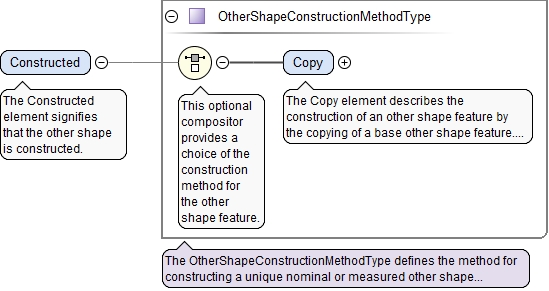 OtherShapeConstructionMethodType
Constructed
Copy
The Constructed
element signifies
that the other shape
is constructed.
This optional
compositor
provides a
choice of the
construction
method for
the other
shape feature.
The Copy element describes the
construction of an other shape feature by
the copying of a base other shape feature....
The OtherShapeConstructionMethodType defines the method for
constructing a unique nominal or measured other shape...